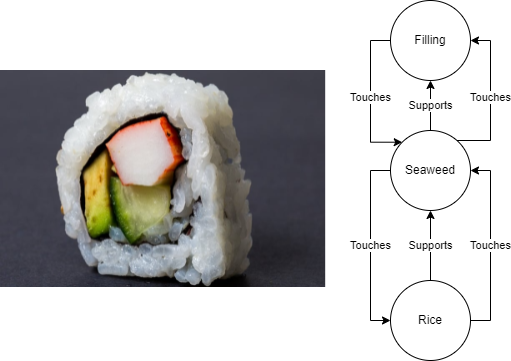 Filling
Touches
Supports
Touches
Seaweed
Touches
Supports
Touches
Rice